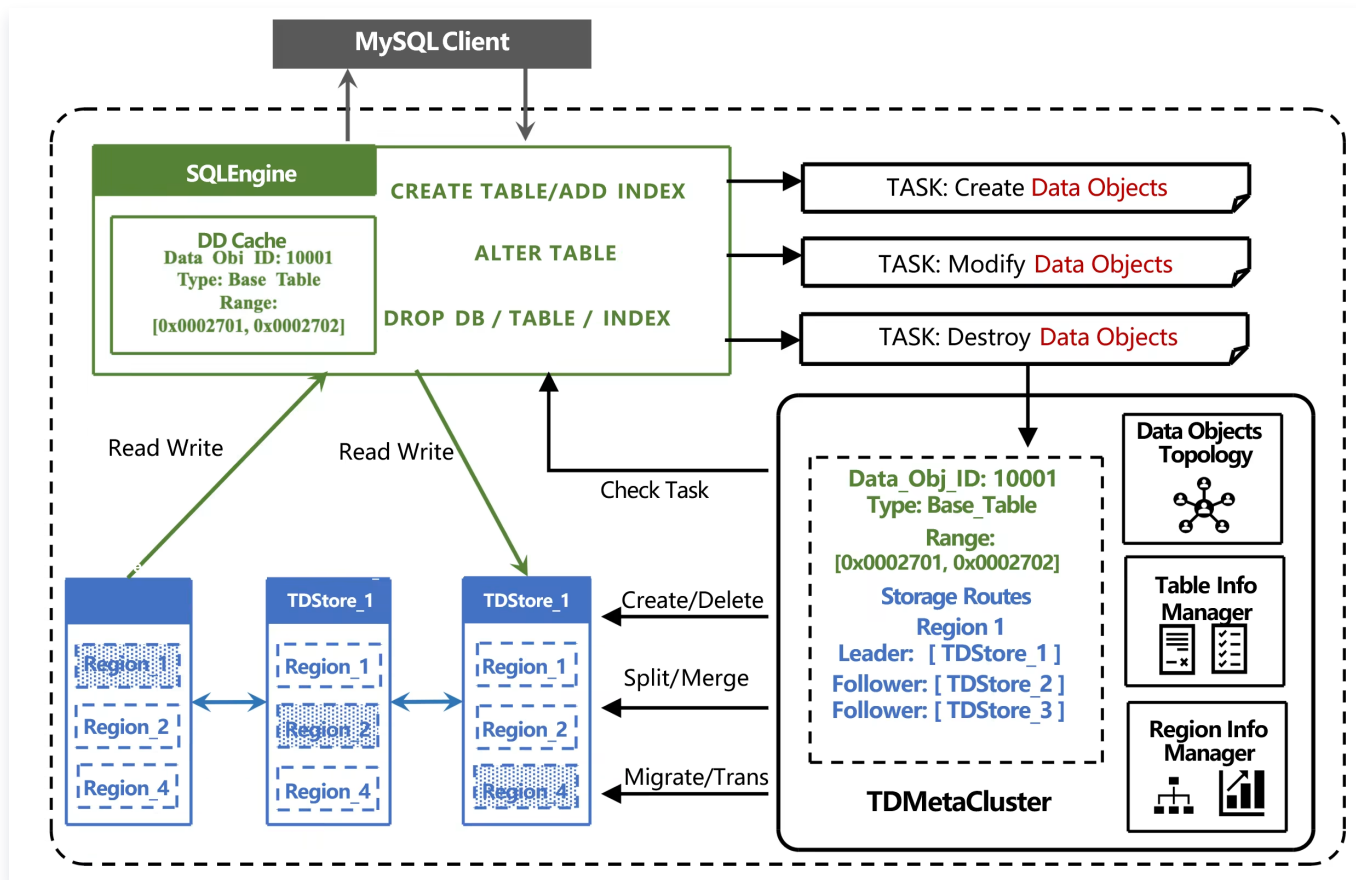 MySQL Client
SQLEngine
DD Cache
Data Obj ID: 10001
Type: Base Table
Range:
[0x0002701, 0x0002702]
CREATE TABLE/ADD INDEX
ALTER TABLE
DROP DB / TABLE / INDEX
TASK: Create Data Objects
TASK: Modify Data Objects
TASK: Destroy Data Objects
Read Write
Read Write
Check Task
Data_Obj_ID: 10001
Type: Base_Table
Range:
[0x0002701, 0x0002702]
Storage Routes
Region 1
Leader: [ TDStore_1 ]
Follower: [ TDStore_2 ]
Follower: [ TDStore_3 ]
TDMetaCluster
Data Objects
Topology
Table Info
Manager
Region Info
Manager
Create/Delete
Split/Merge
Migrate/Trans
Region_1
Region_2
Region_4
TDStore_1
Region_1
Region_2
Region_4
TDStore_1
Region_1
Region_2
Region_4